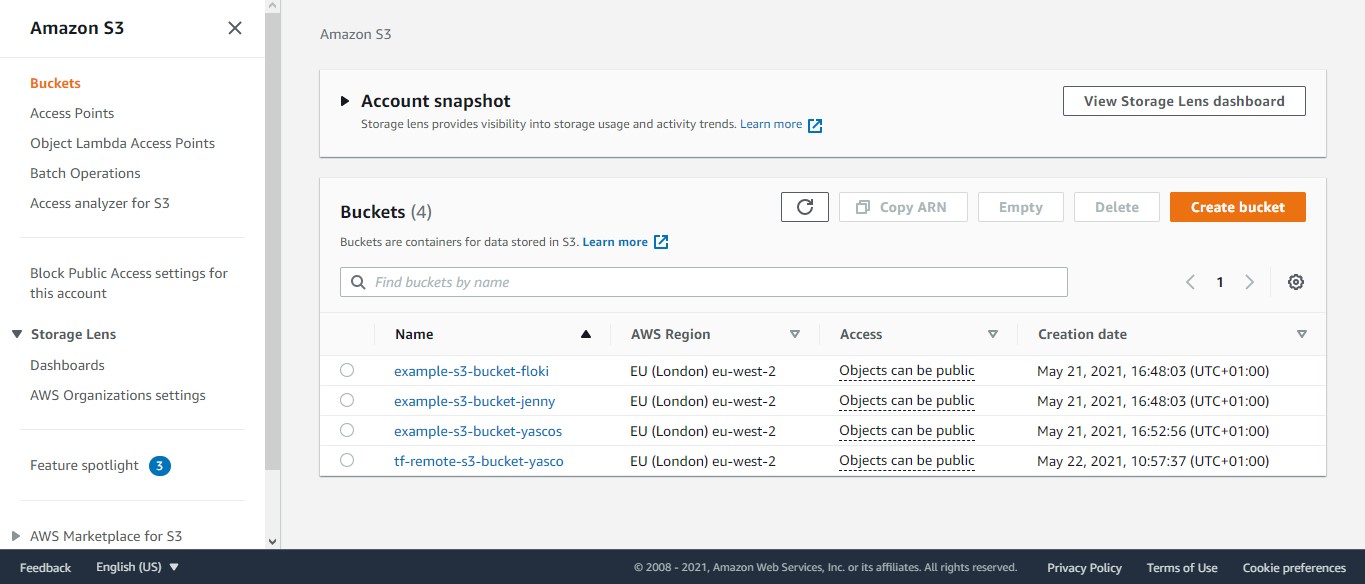 Amazon S3
Buckets
Access Points
Object Lambda Access Points
Batch Operations
Access analyzer for S3
Block Public Access settings for
this account
Storage Lens
Dashboards
AWS Organizations settings
Feature spotlight 3
AWS Marketplace for S3
Amazon S3
Account snapshot
Storage lens provides visibility into storage usage and activity trends. Learn more
View Storage Lens dashboard
Buckets (4)
Copy ARN Empty Delete Create bucket
Buckets are containers for data stored in S3. Learn more
Find buckets by name
1
Name AWS Region Access Creation date
example-s3-bucket-floki EU (London) eu-west-2 Objects can be public May 21, 2021, 16:48:03 (UTC+01:00)
example-s3-bucket-jenny EU (London) eu-west-2 Objects can be public May 21, 2021, 16:48:03 (UTC+01:00)
example-s3-bucket-yascos EU (London) eu-west-2 Objects can be public May 21, 2021, 16:52:56 (UTC+01:00)
tf-remote-s3-bucket-yasco EU (London) eu-west-2 Objects can be public May 22, 2021, 10:57:37 (UTC+01:00)
Feedback English (US) © 2008 - 2021, Amazon Web Services, Inc. or its affiliates. All rights reserved. Privacy Policy Terms of Use Cookie preferences